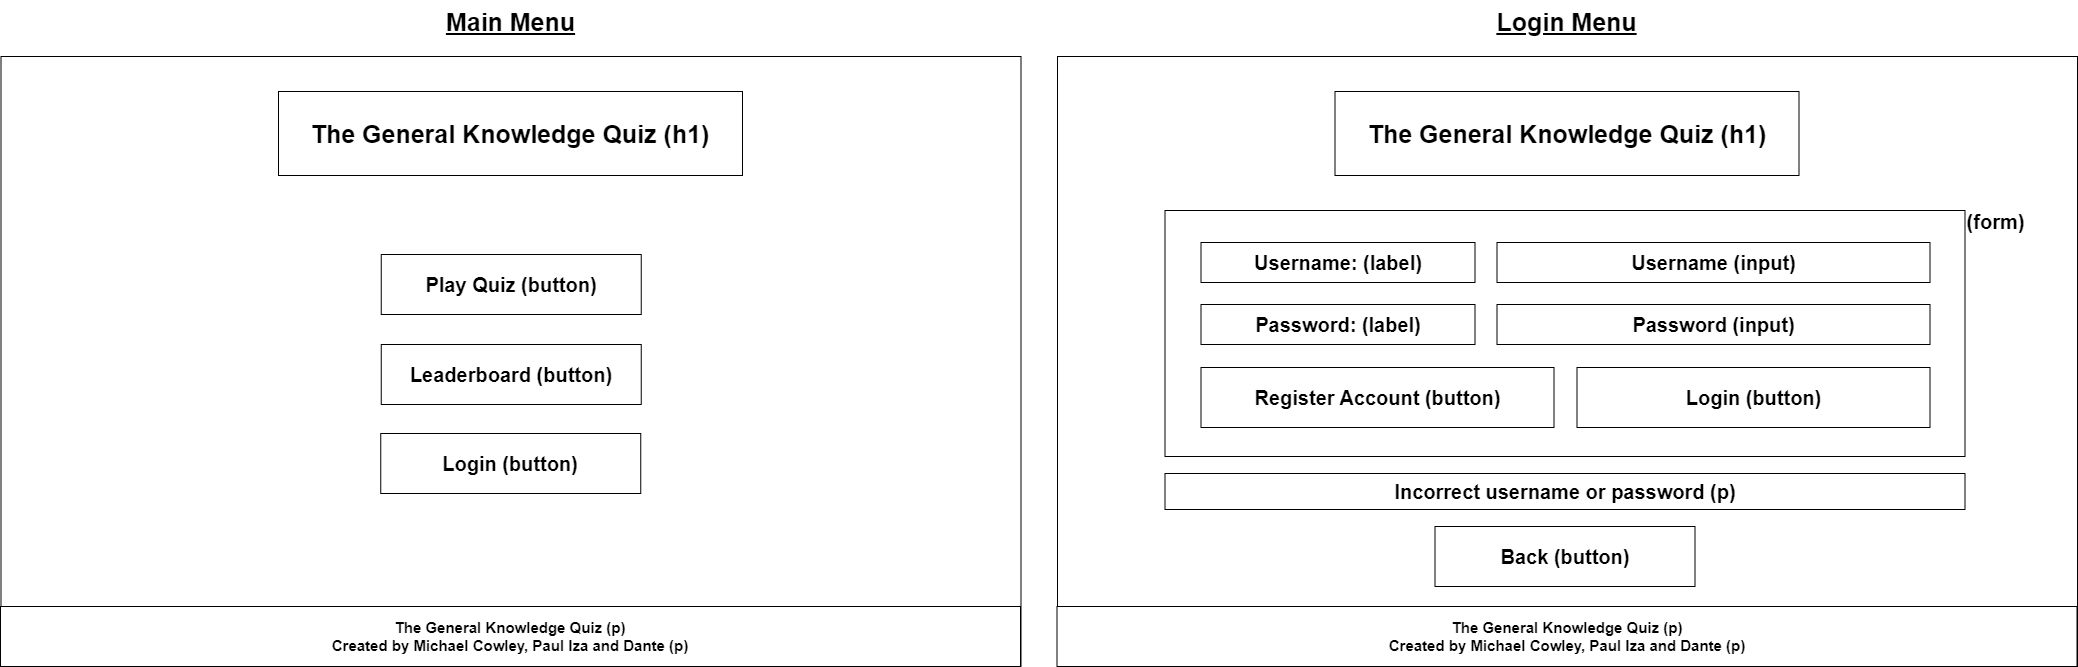 Main Menu
The General Knowledge Quiz (h1)
Play Quiz (button)
Leaderboard (button)
Login (button)
The General Knowledge Quiz (p)
Created by Michael Cowley, Paul Iza and Dante (p)
Login Menu
The General Knowledge Quiz (h1)
(form)
Username: (label)
Username (input)
Password: (label)
Password (input)
Register Account (button)
Login (button)
Incorrect username or password (p)
Back (button)
The General Knowledge Quiz (p)
Created by Michael Cowley, Paul Iza and Dante (p)